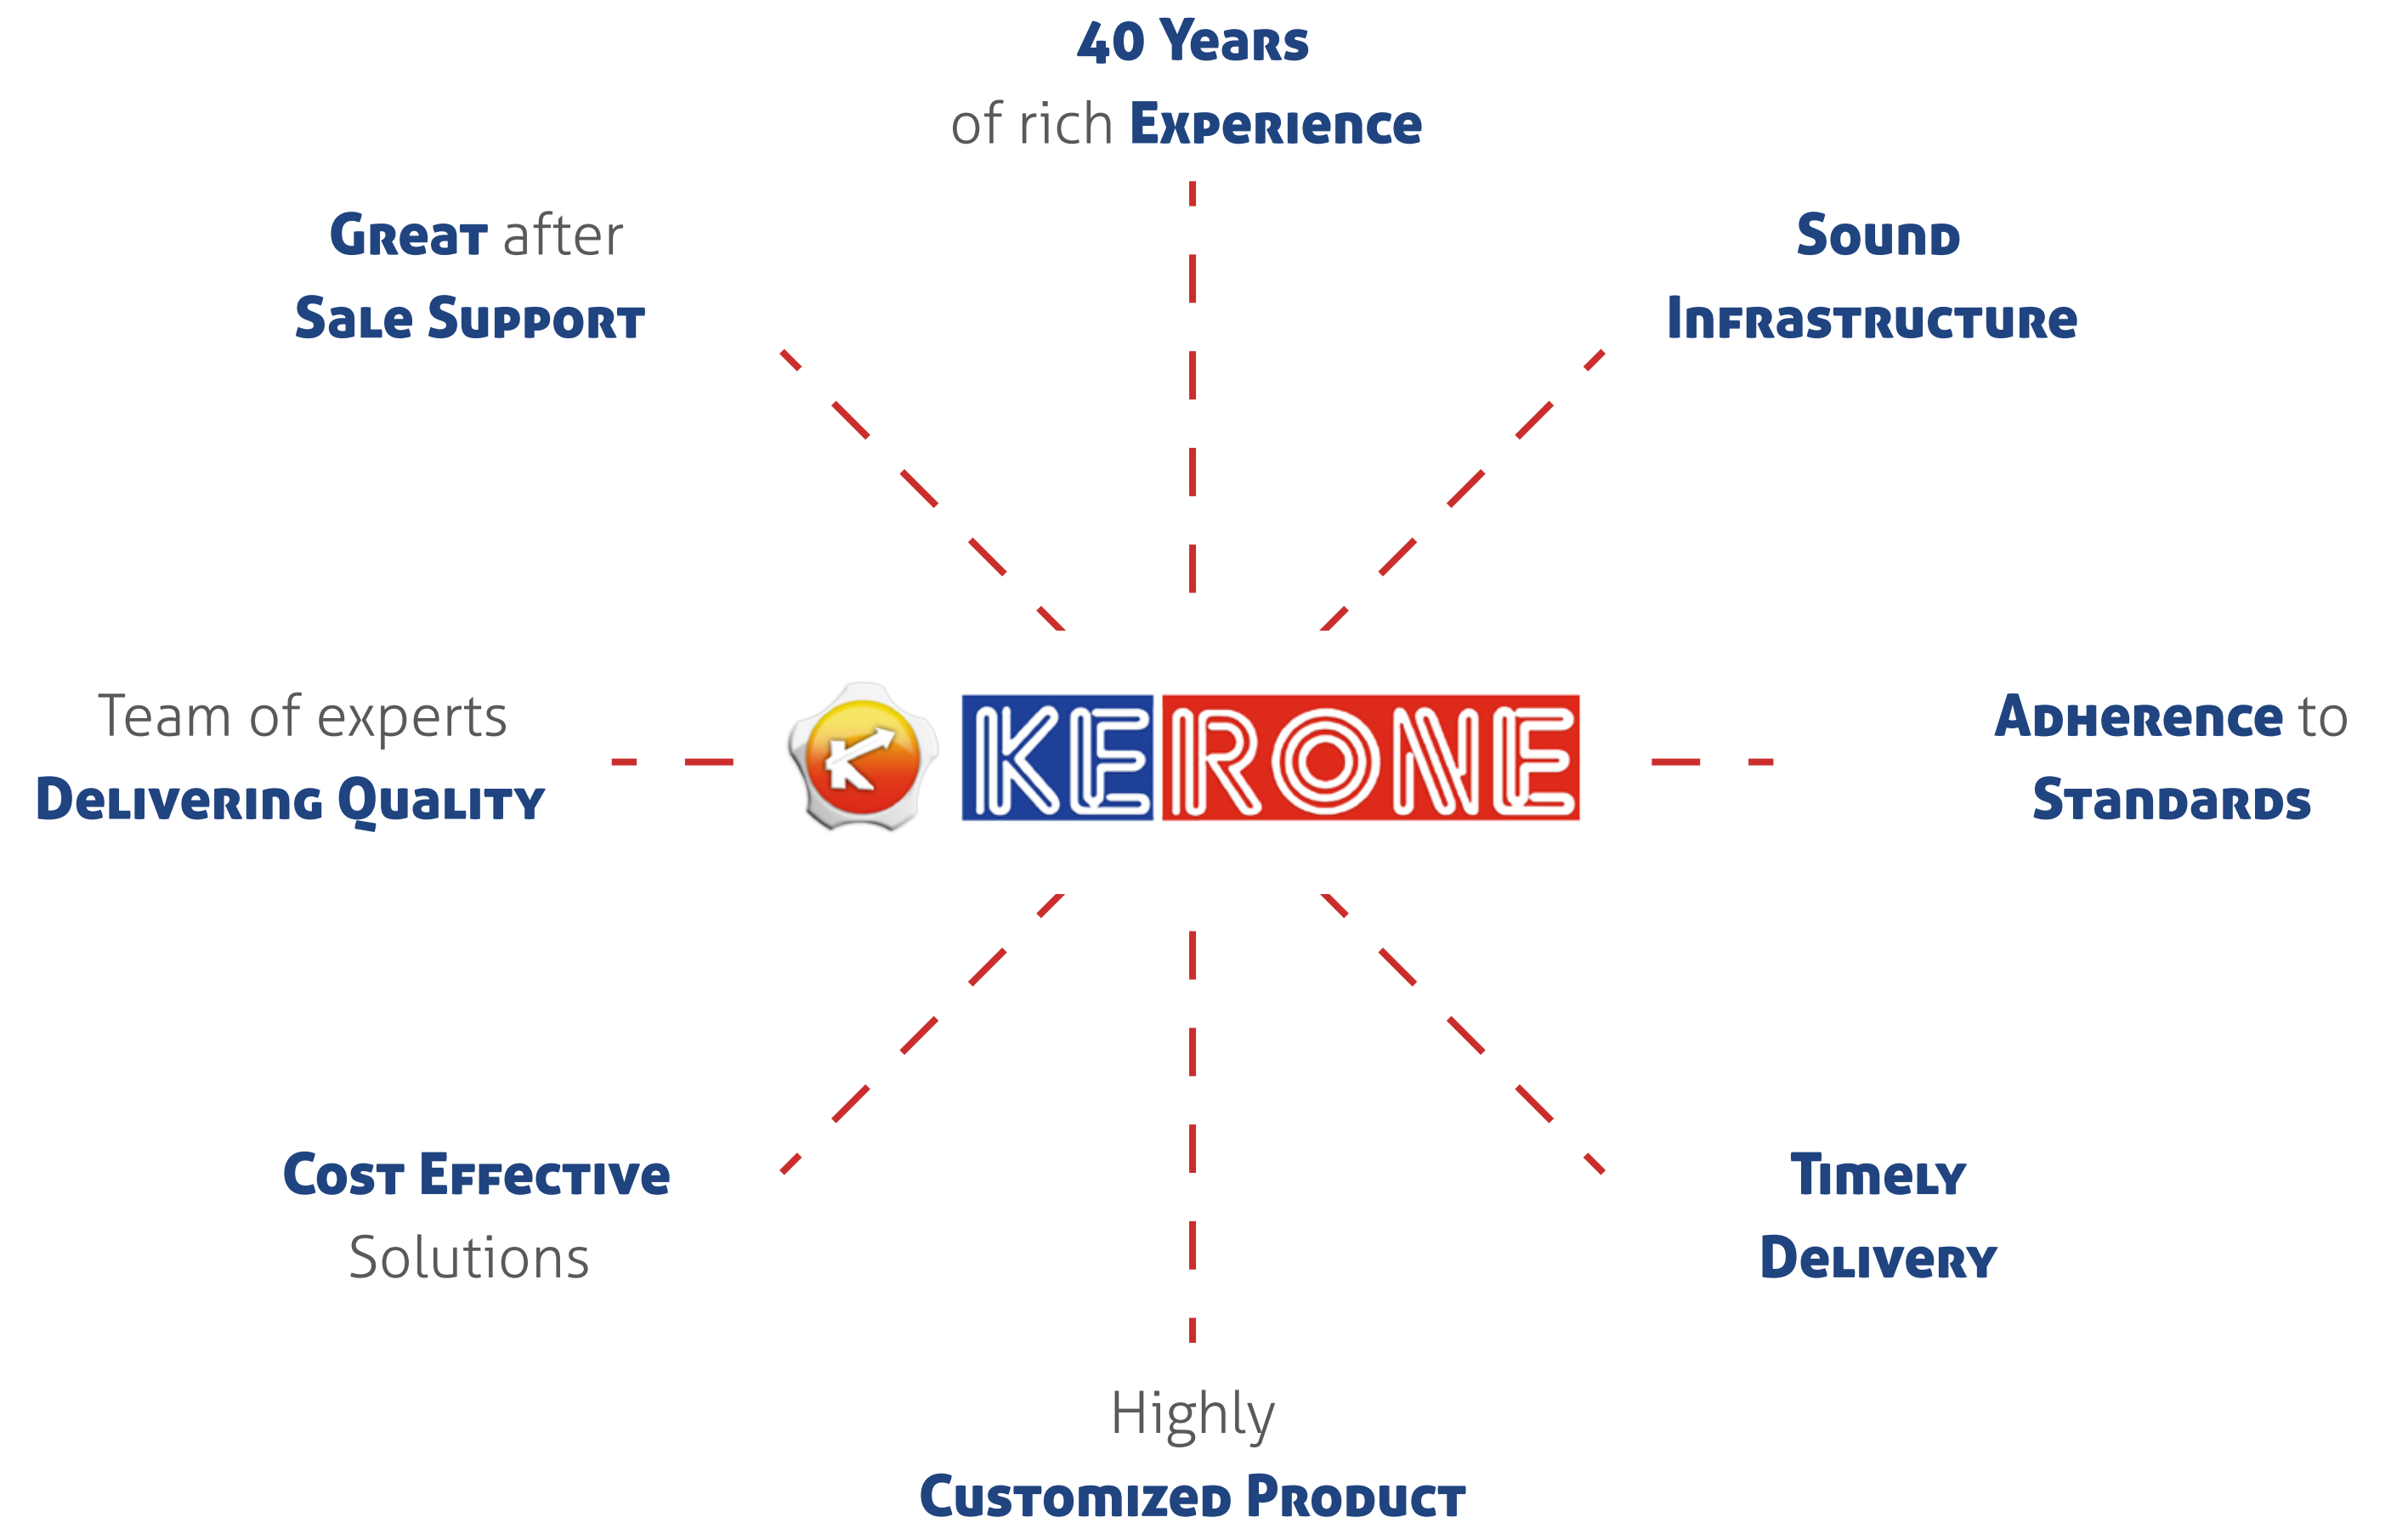 40 Years
of rich Experience
Great after
Sale Support
Sound
Infrastructure
Team of experts
Delivering Quality
K KERONE
Adherence to
Standards
Cost Effective
Solutions
Timely
Delivery
Highly
Customized Product